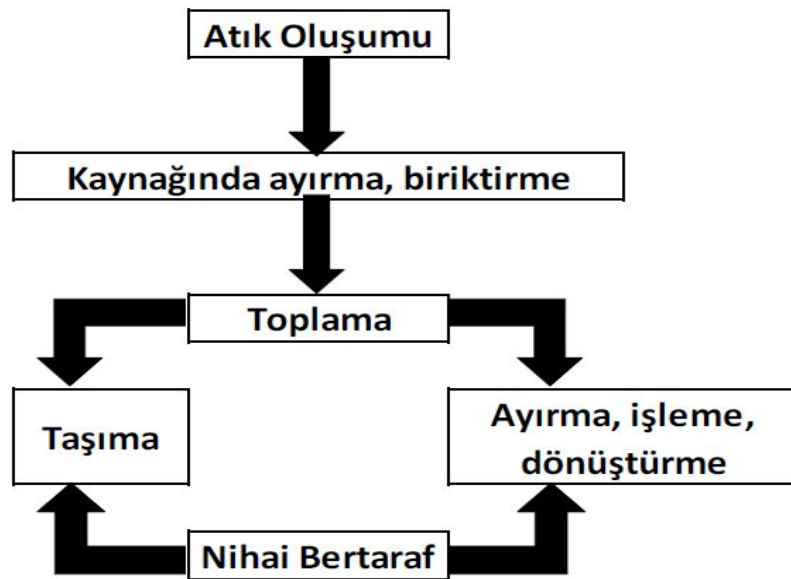 Atık Oluşumu
Kaynağında ayırma, biriktirme
Toplama
Taşıma
Ayırma, işleme,
dönüştürme
Nihai Bertaraf